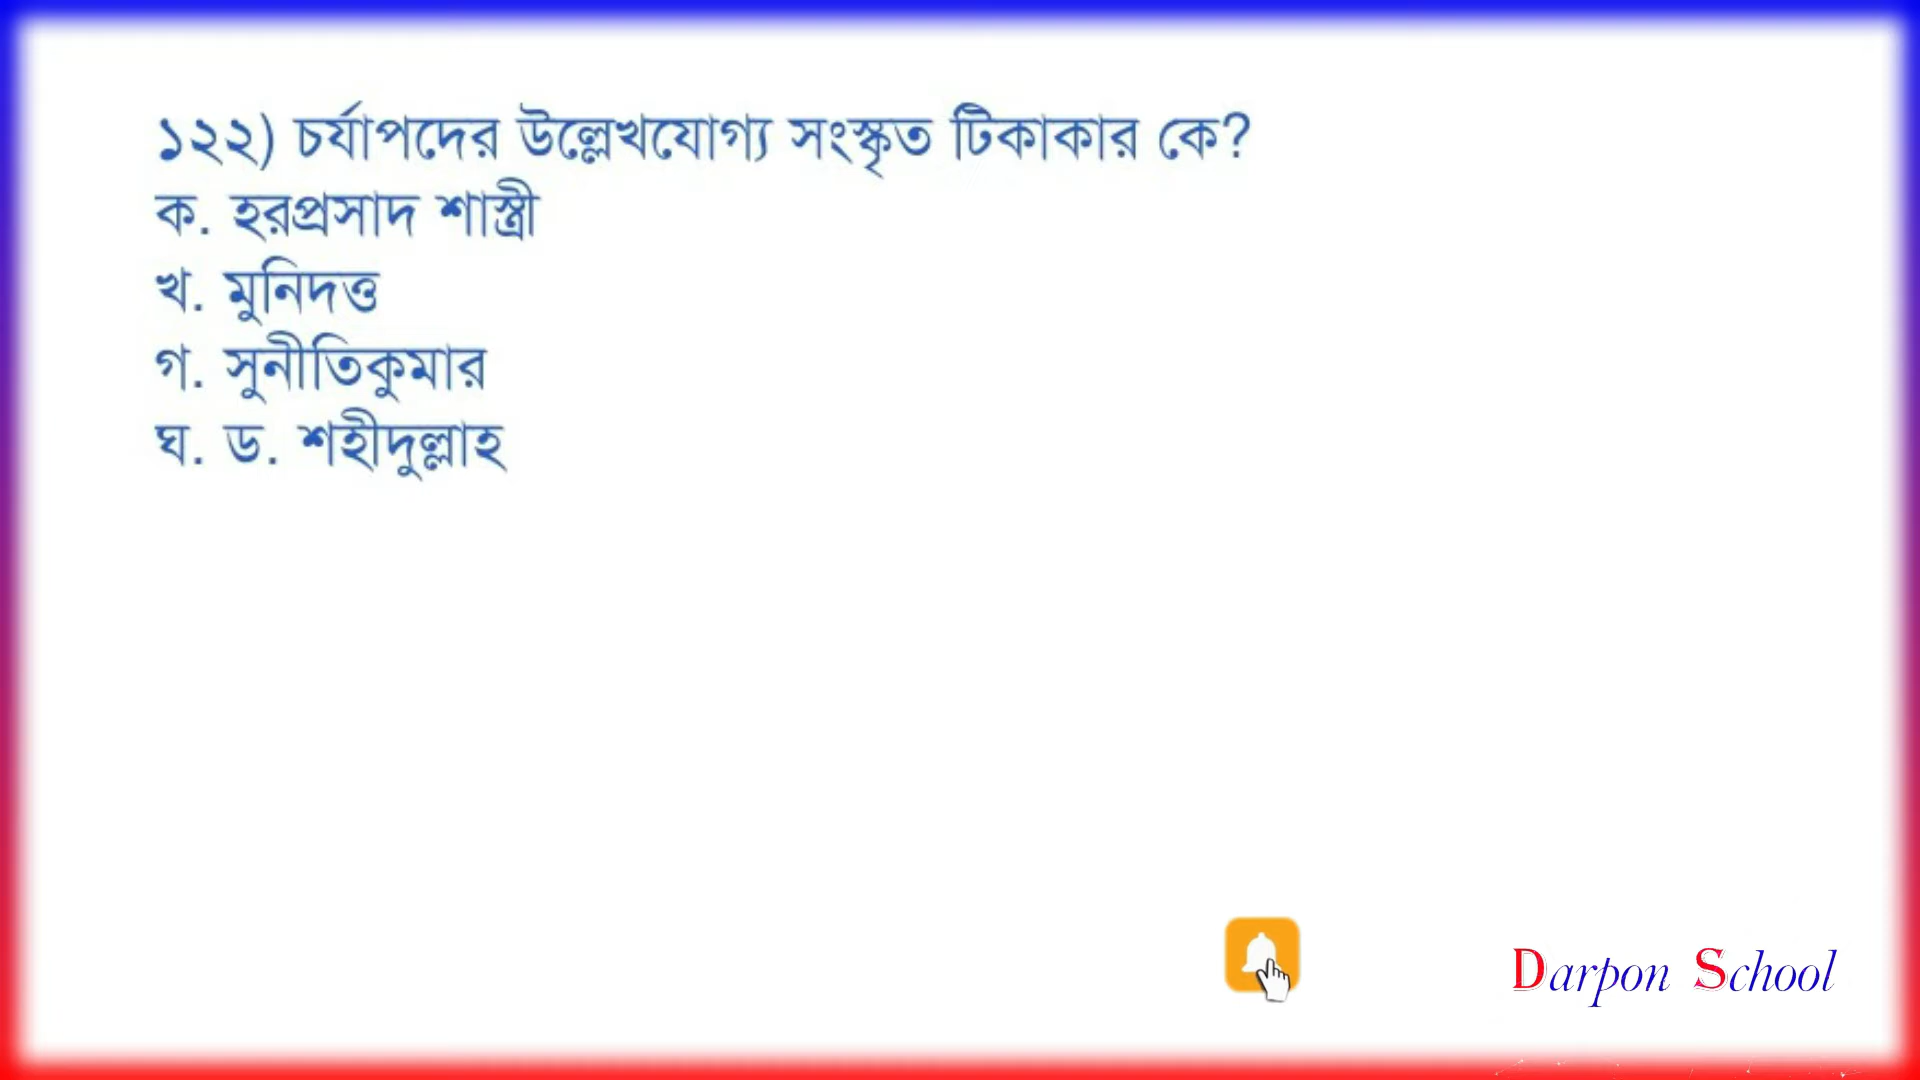 ১২২) চর্যাপদের উল্লেখযোগ্য সংস্কৃত টিকাকার কে?
ক. হরপ্রসাদ শাস্ত্রী
খ. মুনিদত্ত
গ. সুনীতিকুমার
ঘ. ড. শহীদুল্লাহ
Darpon School